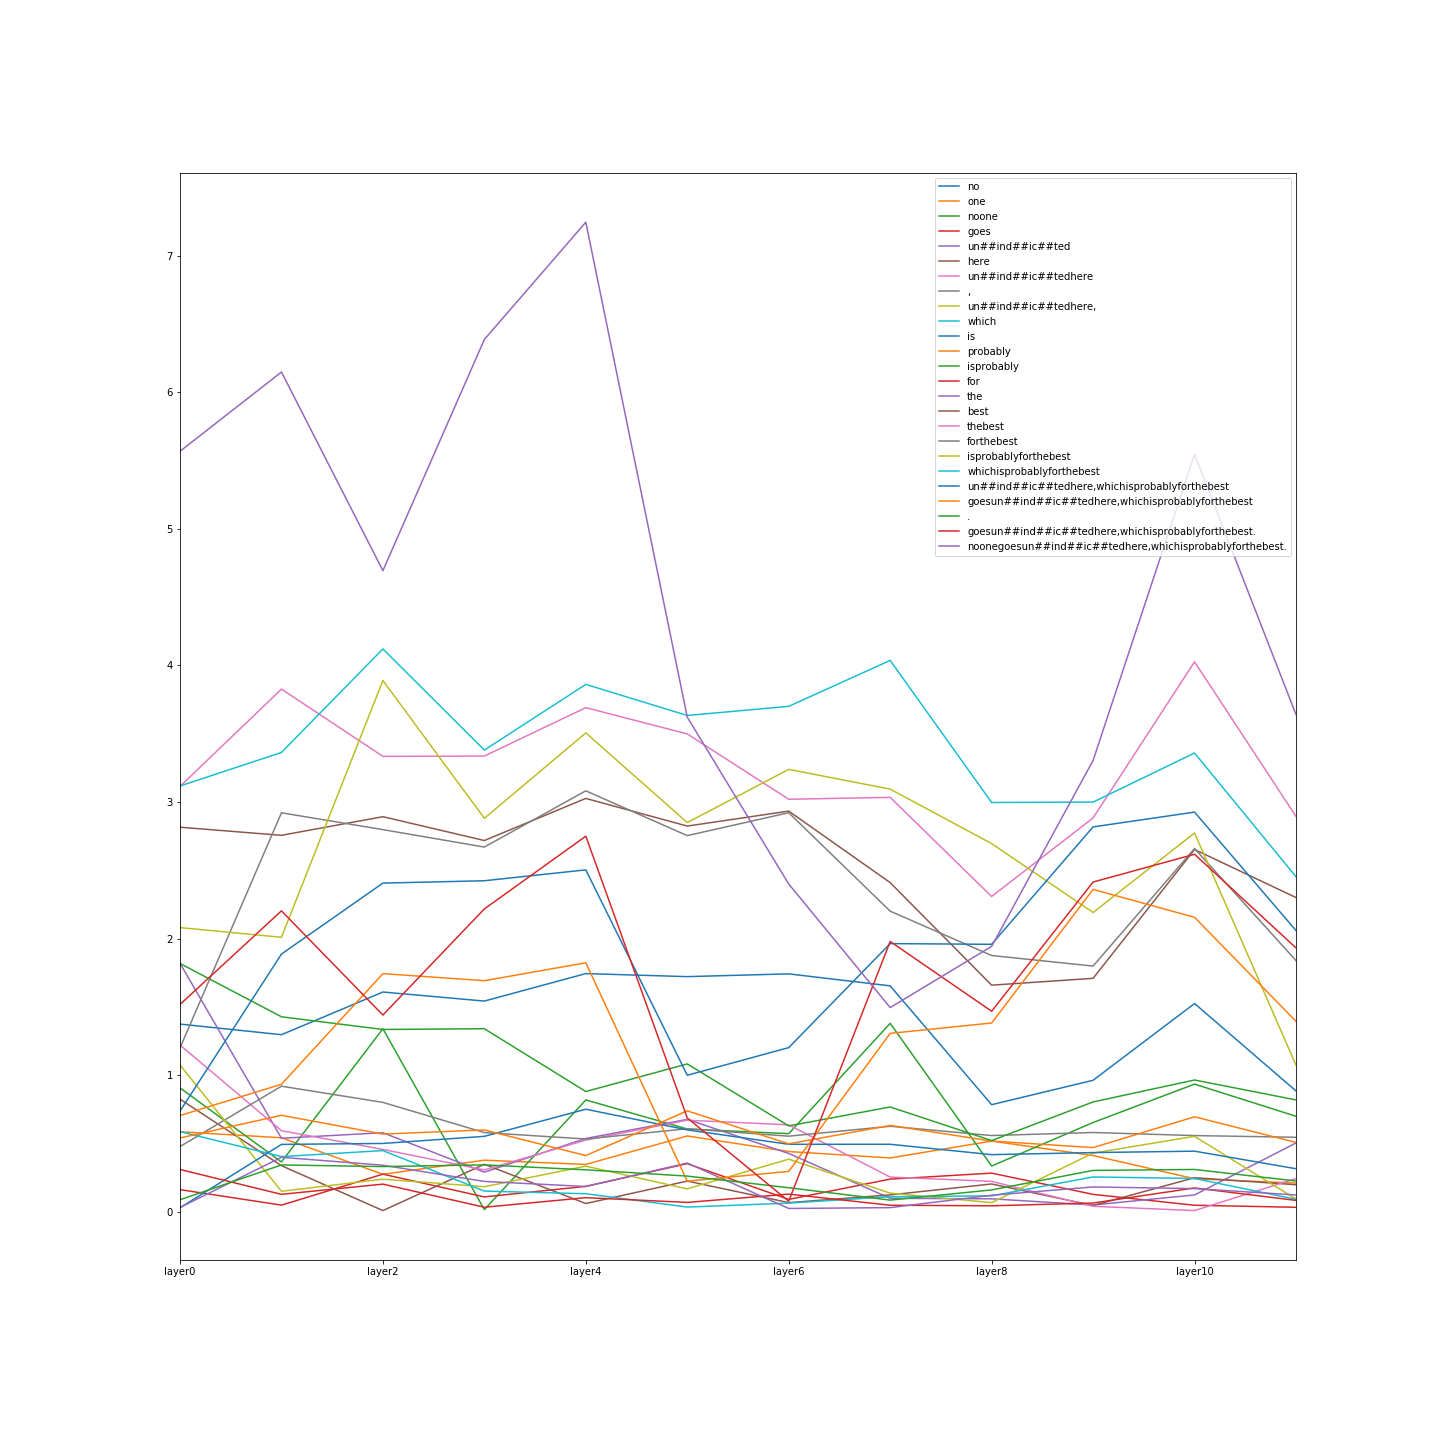 no
one
noone
goes
un##ind##ic##ted
here
un##ind##ic##tedhere
,
un##ind##ic##tedhere,
which
is
probably
isprobably
for
the
best
thebest
forthebest
isprobablyforthebest
whichisprobablyforthebest
un##ind##ic##tedhere,whichisprobablyforthebest
goesun##ind##ic##tedhere,whichisprobablyforthebest
.
goesun##ind##ic##tedhere,whichisprobablyforthebest.
noonegoesun##ind##ic##tedhere,whichisprobablyforthebest.
7
6
5
4
3
2
1
0
layer0 layer2 layer4 layer6 layer8 layer10